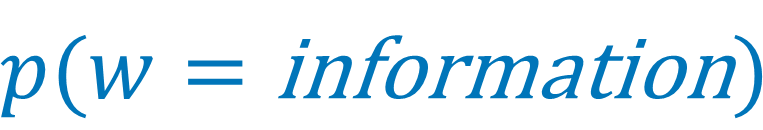 p(w = information)